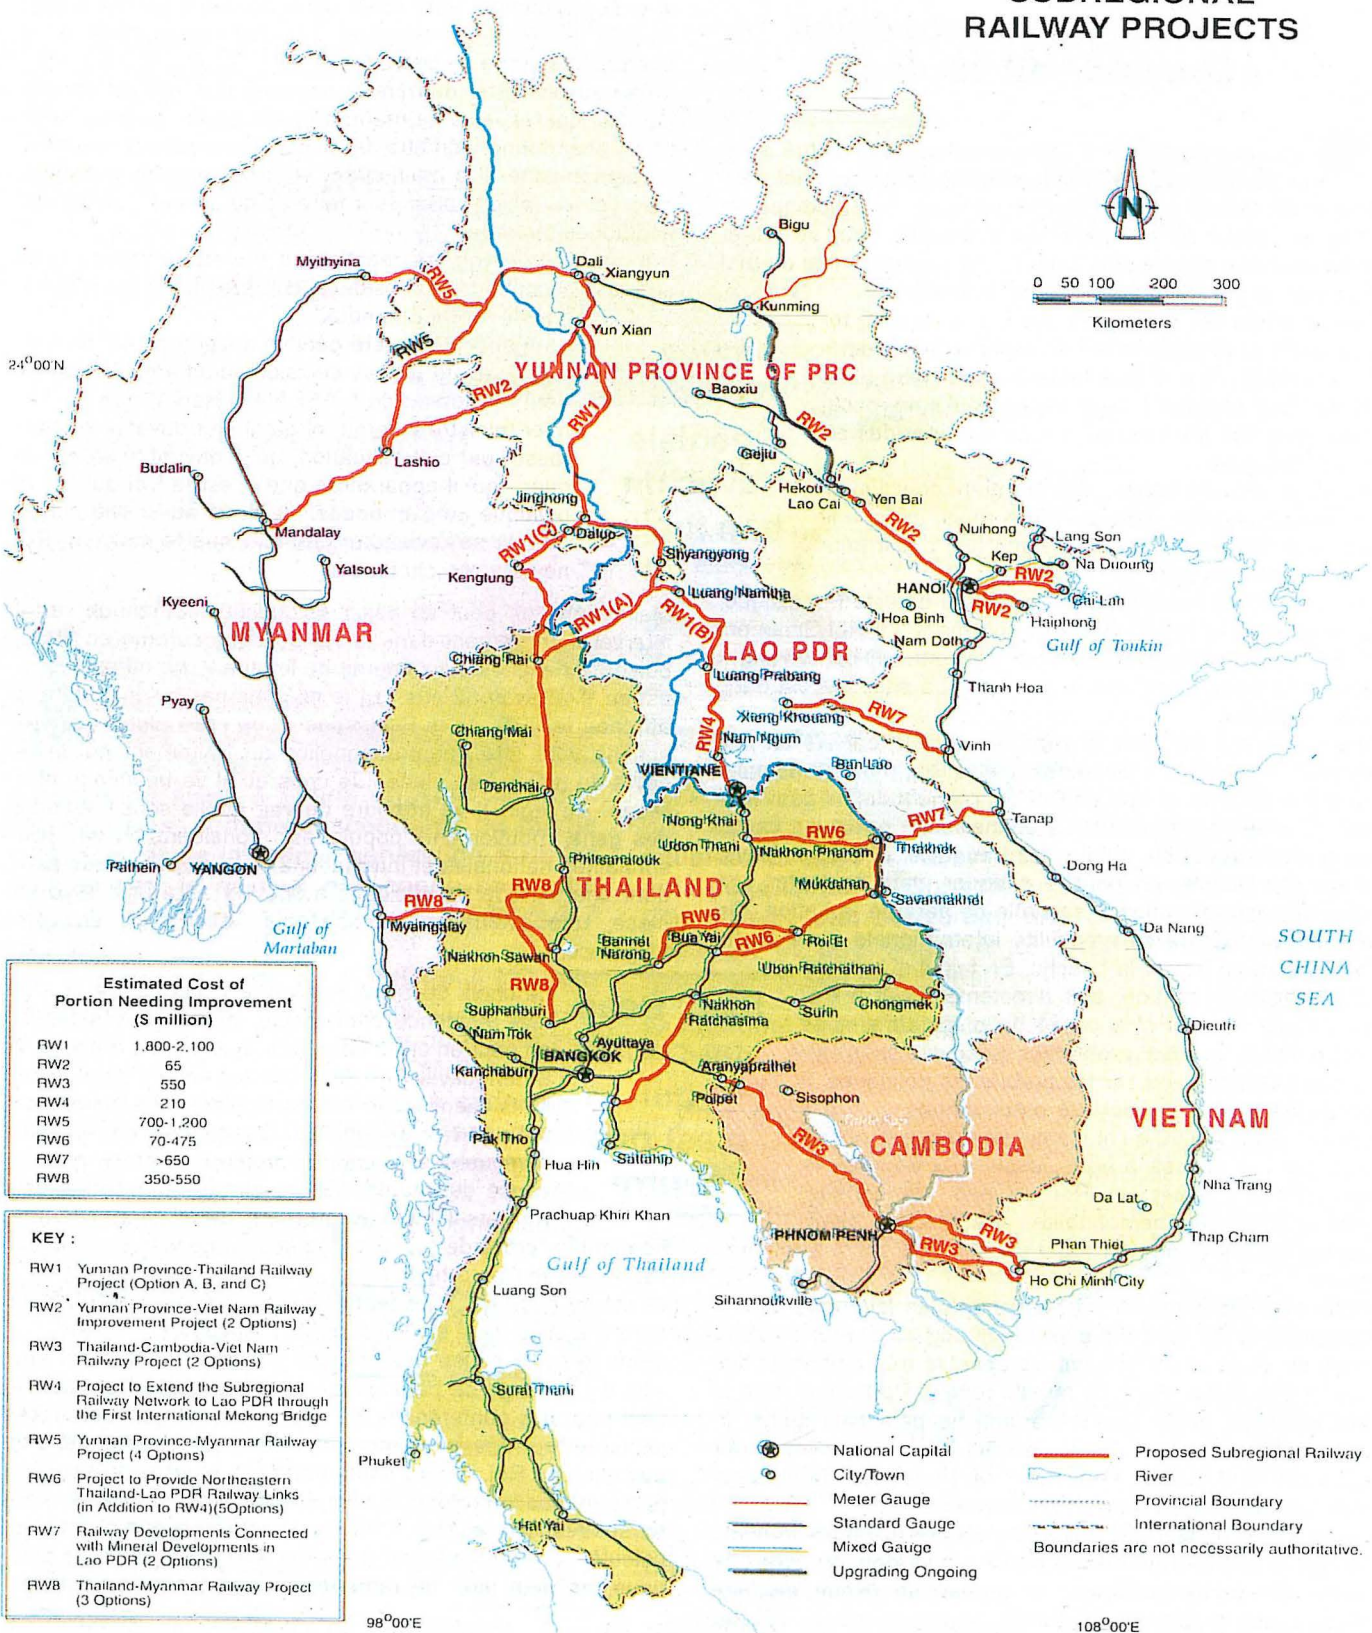 SUBREGIONAL
RAILWAY PROJECTS
N
0 50 100 200 300
Kilometers
Bigu
Myithyina
RW5
Dali
Xiangyun
Kunming
Yun Xian
RW5
24°00'N
YUNNAN PROVINCE OF PRC
RW2
Baoxiu
RW1
RW2
Lashio
Gejiu
Budalin
Hekou
Lao Cai
Yen Bai
Jinghong
Mandalay
RW2
Nuihong
Lang Son
RW1(C)
Daluo
Yatsouk
Shyangyong
Kep
Na Duoung
Kengtung
HANOI
RW2
Luang Namtha
Cai Lan
Kyeeni
RW1(A)
RW2
Hoa Binh
Haiphong
MYANMAR
RW1(B)
Nam Doth
Gulf of Tonkin
LAO PDR
Chiang Rai
Luang Prabang
Thanh Hoa
Pyay
Xieng Khouang
RW7
Chiang Mai
RW4
Nam Ngum
Vinh
VIENTIANE
Ban Lao
Denchai
Nong Khai
RW7
Tanap
RW6
Udon Thani
Nakhon Phanom
Thakhek
Palhein
YANGON
Phitsanalouk
Dong Ha
RW8
THAILAND
Mukdahan
Savannakhet
RW8
Myaingalay
RW6
Gulf of
Martaban
Bannet
Narong
Bua Yai
RW6
Roi Et
Da Nang
SOUTH
CHINA
SEA
Nakhon Sawan
Ubon Ratchathani
RW8
Suphanburi
Nakhon
Ratchasima
Surin
Chongmek
Nam Tok
Ayuttaya
Dieutri
BANGKOK
Kanchaburi
Aranyaprathet
Poipet
Sisophon
VIET NAM
RW3
CAMBODIA
Pak Tho
Hua Hin
Sattahip
Nha Trang
Da Lat
Prachuap Khiri Khan
PHNOM PENH
RW3
RW3
Phan Thiet
Thap Cham
Gulf of Thailand
Luang Son
Sihannoukville
Ho Chi Minh City
Surat Thani
Phuket
Hat Yai
Estimated Cost of
Portion Needing Improvement
($ million)
RW1 1,800-2,100
RW2 65
RW3 550
RW4 210
RW5 700-1,200
RW6 70-475
RW7 >650
RW8 350-550
KEY :
RW1 Yunnan Province-Thailand Railway
Project (Option A, B, and C)
RW2 Yunnan Province-Viet Nam Railway
Improvement Project (2 Options)
RW3 Thailand-Cambodia-Viet Nam
Railway Project (2 Options)
RW4 Project to Extend the Subregional
Railway Network to Lao PDR through
the First International Mekong Bridge
RW5 Yunnan Province-Myanmar Railway
Project (4 Options)
RW6 Project to Provide Northeastern
Thailand-Lao PDR Railway Links
(in Addition to RW4)(5Options)
RW7 Railway Developments Connected
with Mineral Developments in
Lao PDR (2 Options)
RW8 Thailand-Myanmar Railway Project
(3 Options)
National Capital
City/Town
Meter Gauge
Standard Gauge
Mixed Gauge
Upgrading Ongoing
Proposed Subregional Railway
River
Provincial Boundary
International Boundary
Boundaries are not necessarily authoritative.
98°00'E
108°00'E